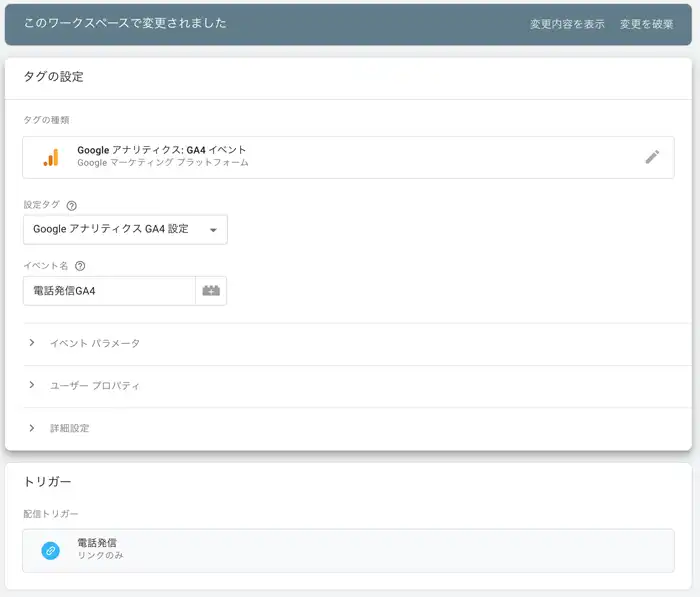 このワークスペースで変更されました 変更内容を表示 変更を破棄
タグの設定
タグの種類
Google アナリティクス: GA4 イベント
Google マーケティング プラットフォーム
設定タグ
Google アナリティクス GA4 設定
イベント名
電話発信GA4
イベント パラメータ
ユーザー プロパティ
詳細設定
トリガー
配信トリガー
電話発信
リンクのみ